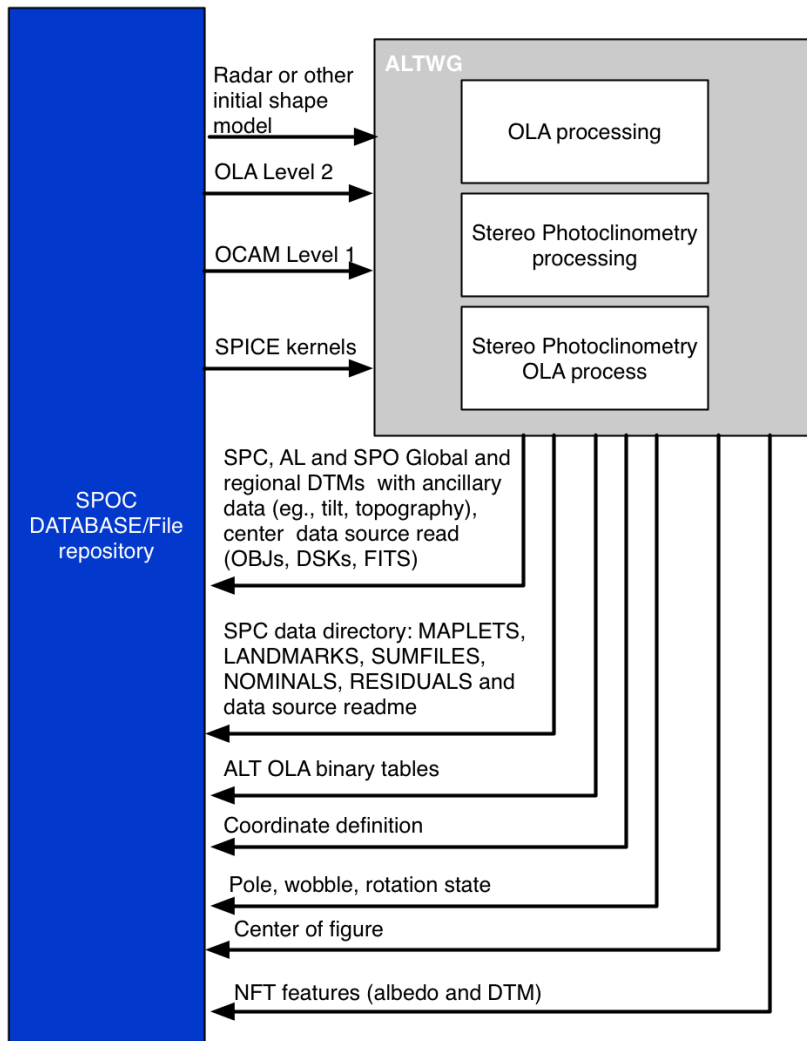 ALTWG
Radar or other
initial shape
model
OLA processing
OLA Level 2
Stereo Photoclinometry
processing
OCAM Level 1
Stereo Photoclinometry
OLA process
SPICE kernels
SPOC
DATABASE/File
repository
SPC, AL and SPO Global and
regional DTMs with ancillary
data (eg., tilt, topography),
center data source read
(OBJs, DSKs, FITS)
SPC data directory: MAPLETS,
LANDMARKS, SUMFILES,
NOMINALS, RESIDUALS and
data source readme
ALT OLA binary tables
Coordinate definition
Pole, wobble, rotation state
Center of figure
NFT features (albedo and DTM)